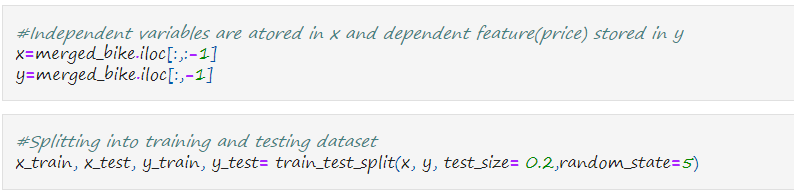 #Independent variables are atored in x and dependent feature(price) stored in y
x=merged_bike.iloc[:,:-1]
y=merged_bike.iloc[:,-1]
#Splitting into training and testing dataset
x_train, x_test, y_train, y_test= train_test_split(x, y, test_size= 0.2,random_state=5)